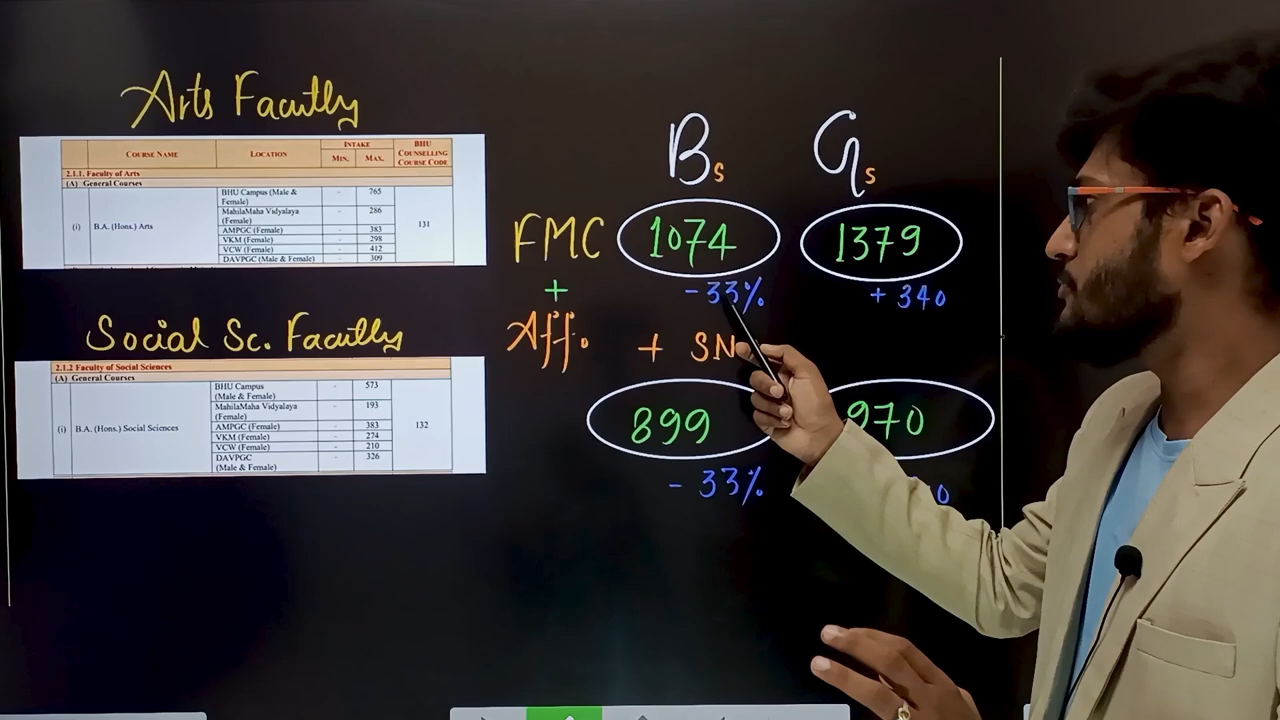 Arts Facutly
COURSE NAME LOCATION INTAKE MIN. MAX. BHU COUNSELLING COURSE CODE
2.1.1. Faculty of Arts
(A) General Courses
(i) B.A. (Hons.) Arts 131
BHU Campus (Male & Female) - 765
MahilaMaha Vidyalaya (Female) - 286
AMPGC (Female) - 383
VKM (Female) - 298
VCW (Female) - 412
DAVPGC (Male & Female) - 309
Social Sc. Facutly
2.1.2 Faculty of Social Sciences
(A) General Courses
(i) B.A. (Hons.) Social Sciences 132
BHU Campus (Male & Female) - 573
MahilaMaha Vidyalaya (Female) - 193
AMPGC (Female) - 383
VKM (Female) - 274
VCW (Female) - 210
DAVPGC (Male & Female) - 326
Bs Gs
FMC 1074 1379
+ -33% + 340
Aff. + SN
899 970
- 33% 0